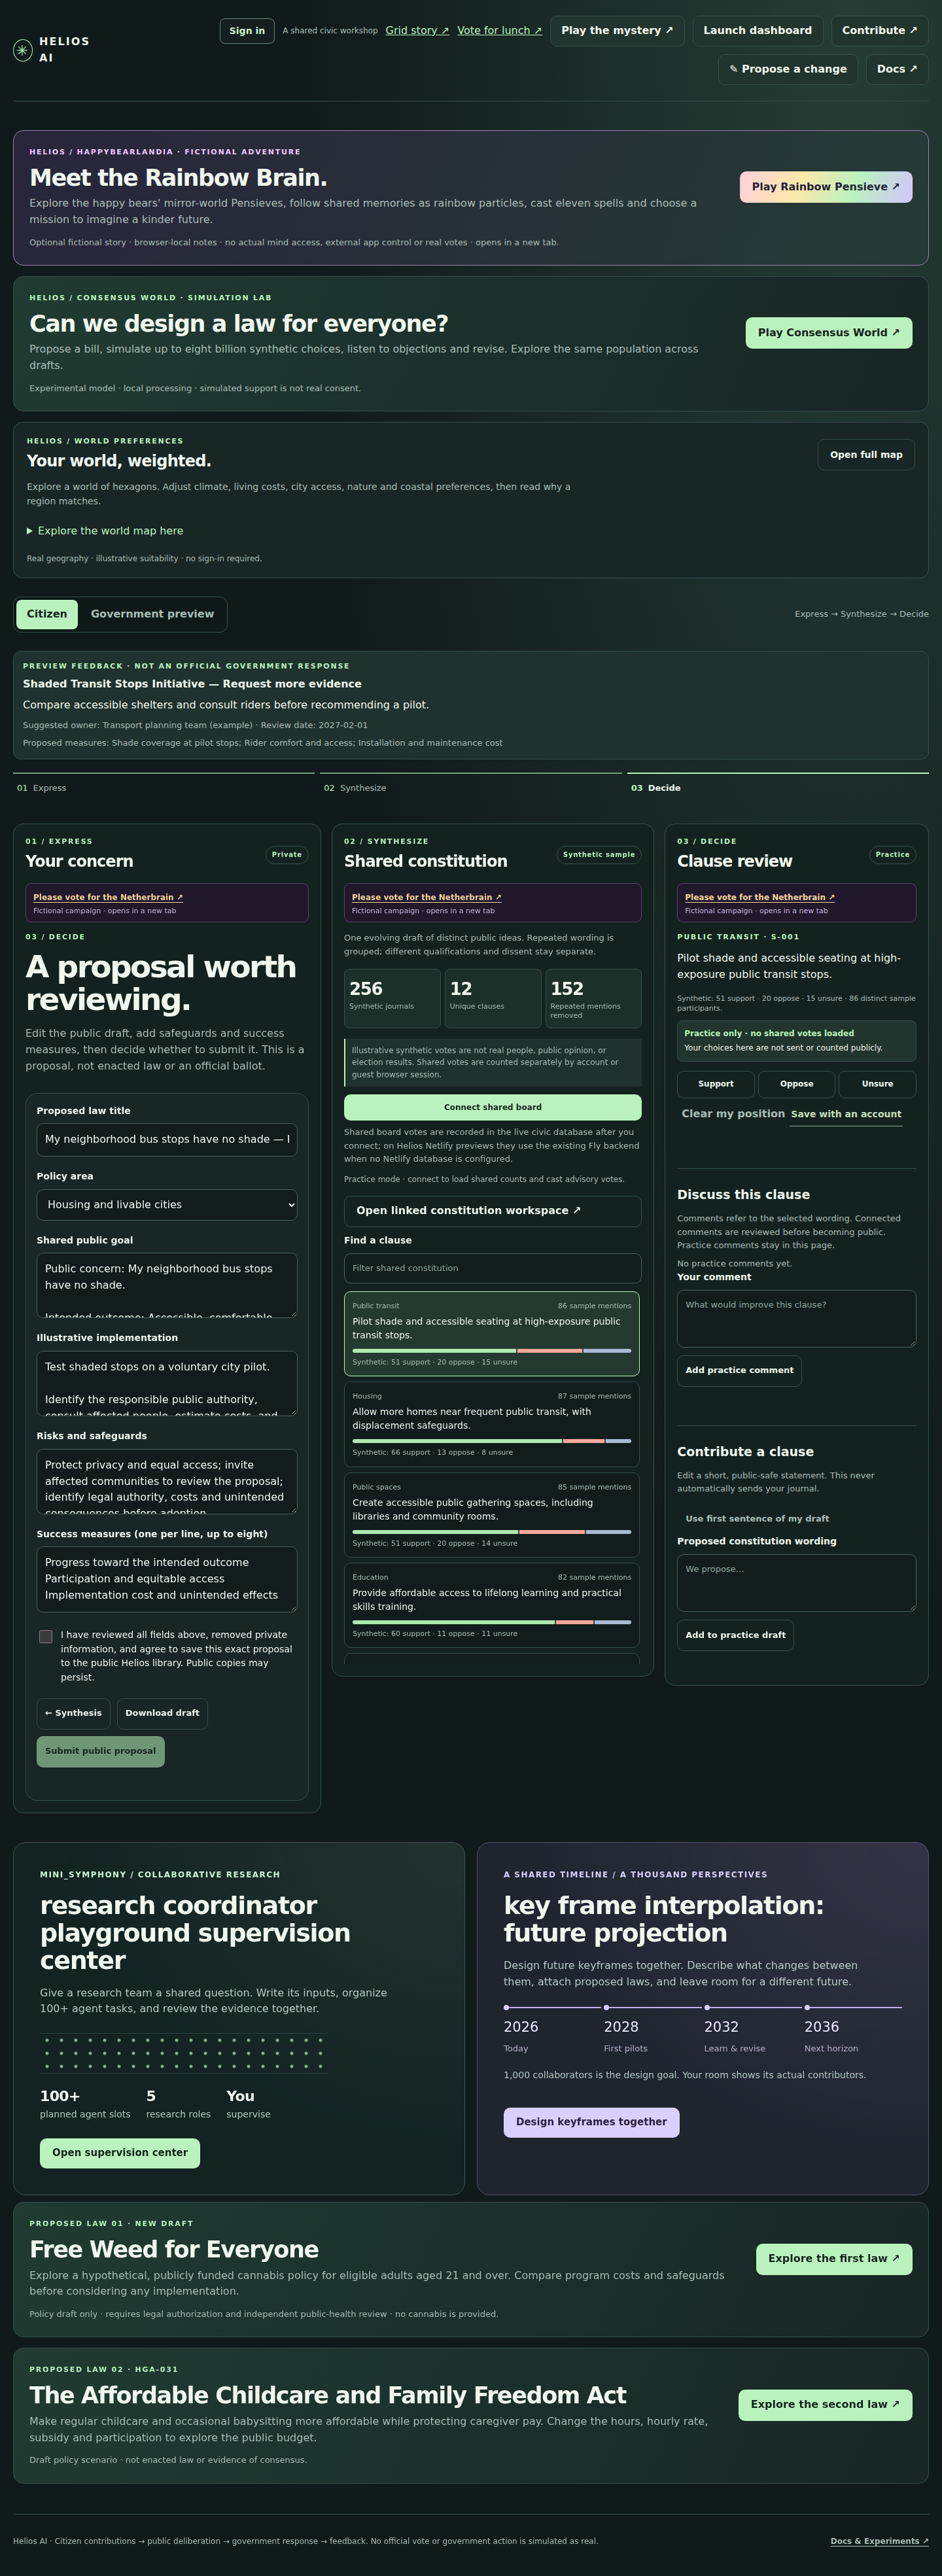 HELIOS AI
Sign in
A shared civic workshop
Grid story ↗
Vote for lunch ↗
Play the mystery ↗
Launch dashboard
Contribute ↗
✎ Propose a change
Docs ↗
HELIOS / HAPPYBEARLANDIA · FICTIONAL ADVENTURE
Meet the Rainbow Brain.
Explore the happy bears' mirror-world Pensieves, follow shared memories as rainbow particles, cast eleven spells and choose a
mission to imagine a kinder future.
Optional fictional story · browser-local notes · no actual mind access, external app control or real votes · opens in a new tab.
Play Rainbow Pensieve ↗
HELIOS / CONSENSUS WORLD · SIMULATION LAB
Can we design a law for everyone?
Propose a bill, simulate up to eight billion synthetic choices, listen to objections and revise. Explore the same population across
drafts.
Experimental model · local processing · simulated support is not real consent.
Play Consensus World ↗
HELIOS / WORLD PREFERENCES
Your world, weighted.
Explore a world of hexagons. Adjust climate, living costs, city access, nature and coastal preferences, then read why a
region matches.
▶ Explore the world map here
Real geography · illustrative suitability · no sign-in required.
Open full map
Citizen
Government preview
Express → Synthesize → Decide
PREVIEW FEEDBACK · NOT AN OFFICIAL GOVERNMENT RESPONSE
Shaded Transit Stops Initiative — Request more evidence
Compare accessible shelters and consult riders before recommending a pilot.
Suggested owner: Transport planning team (example) · Review date: 2027-02-01
Proposed measures: Shade coverage at pilot stops; Rider comfort and access; Installation and maintenance cost
01 Express
02 Synthesize
03 Decide
01 / EXPRESS
Your concern
Private
Please vote for the Netherbrain ↗
Fictional campaign · opens in a new tab
03 / DECIDE
A proposal worth
reviewing.
Edit the public draft, add safeguards and success
measures, then decide whether to submit it. This is a
proposal, not enacted law or an official ballot.
Proposed law title
My neighborhood bus stops have no shade — I
Policy area
Housing and livable cities
Shared public goal
Public concern: My neighborhood bus stops
have no shade.
Intended outcome: Accessible, comfortable
Illustrative implementation
Test shaded stops on a voluntary city pilot.
Identify the responsible public authority,
consult affected people, estimate costs, and
Risks and safeguards
Protect privacy and equal access; invite
affected communities to review the proposal;
identify legal authority, costs and unintended
consequences before adoption.
Success measures (one per line, up to eight)
Progress toward the intended outcome
Participation and equitable access
Implementation cost and unintended effects
I have reviewed all fields above, removed private
information, and agree to save this exact proposal
to the public Helios library. Public copies may
persist.
← Synthesis
Download draft
Submit public proposal
02 / SYNTHESIZE
Shared constitution
Synthetic sample
Please vote for the Netherbrain ↗
Fictional campaign · opens in a new tab
One evolving draft of distinct public ideas. Repeated wording is
grouped; different qualifications and dissent stay separate.
256
Synthetic journals
12
Unique clauses
152
Repeated mentions
removed
Illustrative synthetic votes are not real people, public opinion, or
election results. Shared votes are counted separately by account or
guest browser session.
Connect shared board
Shared board votes are recorded in the live civic database after you
connect; on Helios Netlify previews they use the existing Fly backend
when no Netlify database is configured.
Practice mode · connect to load shared counts and cast advisory votes.
Open linked constitution workspace ↗
Find a clause
Filter shared constitution
Public transit
86 sample mentions
Pilot shade and accessible seating at high-exposure public
transit stops.
Synthetic: 51 support · 20 oppose · 15 unsure
Housing
87 sample mentions
Allow more homes near frequent public transit, with
displacement safeguards.
Synthetic: 66 support · 13 oppose · 8 unsure
Public spaces
85 sample mentions
Create accessible public gathering spaces, including
libraries and community rooms.
Synthetic: 51 support · 20 oppose · 14 unsure
Education
82 sample mentions
Provide affordable access to lifelong learning and practical
skills training.
Synthetic: 60 support · 11 oppose · 11 unsure
03 / DECIDE
Clause review
Practice
Please vote for the Netherbrain ↗
Fictional campaign · opens in a new tab
PUBLIC TRANSIT · S-001
Pilot shade and accessible seating at high-
exposure public transit stops.
Synthetic: 51 support · 20 oppose · 15 unsure · 86 distinct sample
participants.
Practice only · no shared votes loaded
Your choices here are not sent or counted publicly.
Support
Oppose
Unsure
Clear my position
Save with an account
Discuss this clause
Comments refer to the selected wording. Connected
comments are reviewed before becoming public.
Practice comments stay in this page.
No practice comments yet.
Your comment
What would improve this clause?
Add practice comment
Contribute a clause
Edit a short, public-safe statement. This never
automatically sends your journal.
Use first sentence of my draft
Proposed constitution wording
We propose...
Add to practice draft
MINI_SYMPHONY / COLLABORATIVE RESEARCH
research coordinator
playground supervision
center
Give a research team a shared question. Write its inputs, organize
100+ agent tasks, and review the evidence together.
100+
planned agent slots
5
research roles
You
supervise
Open supervision center
A SHARED TIMELINE / A THOUSAND PERSPECTIVES
key frame interpolation:
future projection
Design future keyframes together. Describe what changes between
them, attach proposed laws, and leave room for a different future.
2026
Today
2028
First pilots
2032
Learn & revise
2036
Next horizon
1,000 collaborators is the design goal. Your room shows its actual contributors.
Design keyframes together
PROPOSED LAW 01 · NEW DRAFT
Free Weed for Everyone
Explore a hypothetical, publicly funded cannabis policy for eligible adults aged 21 and over. Compare program costs and safeguards
before considering any implementation.
Policy draft only · requires legal authorization and independent public-health review · no cannabis is provided.
Explore the first law ↗
PROPOSED LAW 02 · HGA-031
The Affordable Childcare and Family Freedom Act
Make regular childcare and occasional babysitting more affordable while protecting caregiver pay. Change the hours, hourly rate,
subsidy and participation to explore the public budget.
Draft policy scenario · not enacted law or evidence of consensus.
Explore the second law ↗
Helios AI · Citizen contributions → public deliberation → government response → feedback. No official vote or government action is simulated as real.
Docs & Experiments ↗